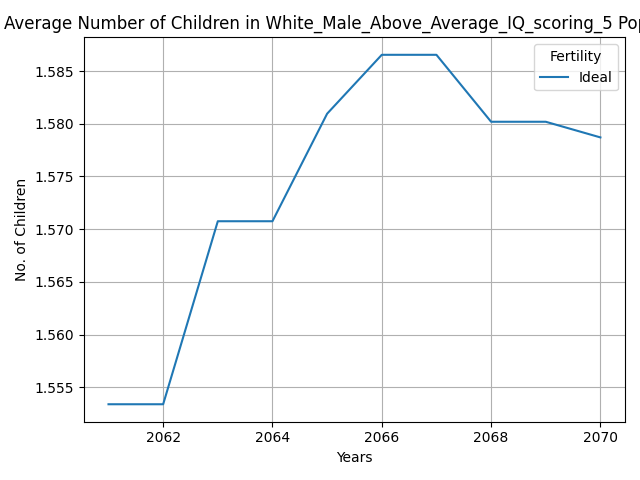 Average Number of Children in White_Male_Above_Average_IQ_scoring_5 Po
Fertility
Ideal
No. of Children
1.585
1.580
1.575
1.570
1.565
1.560
1.555
2062 2064 2066 2068 2070
Years